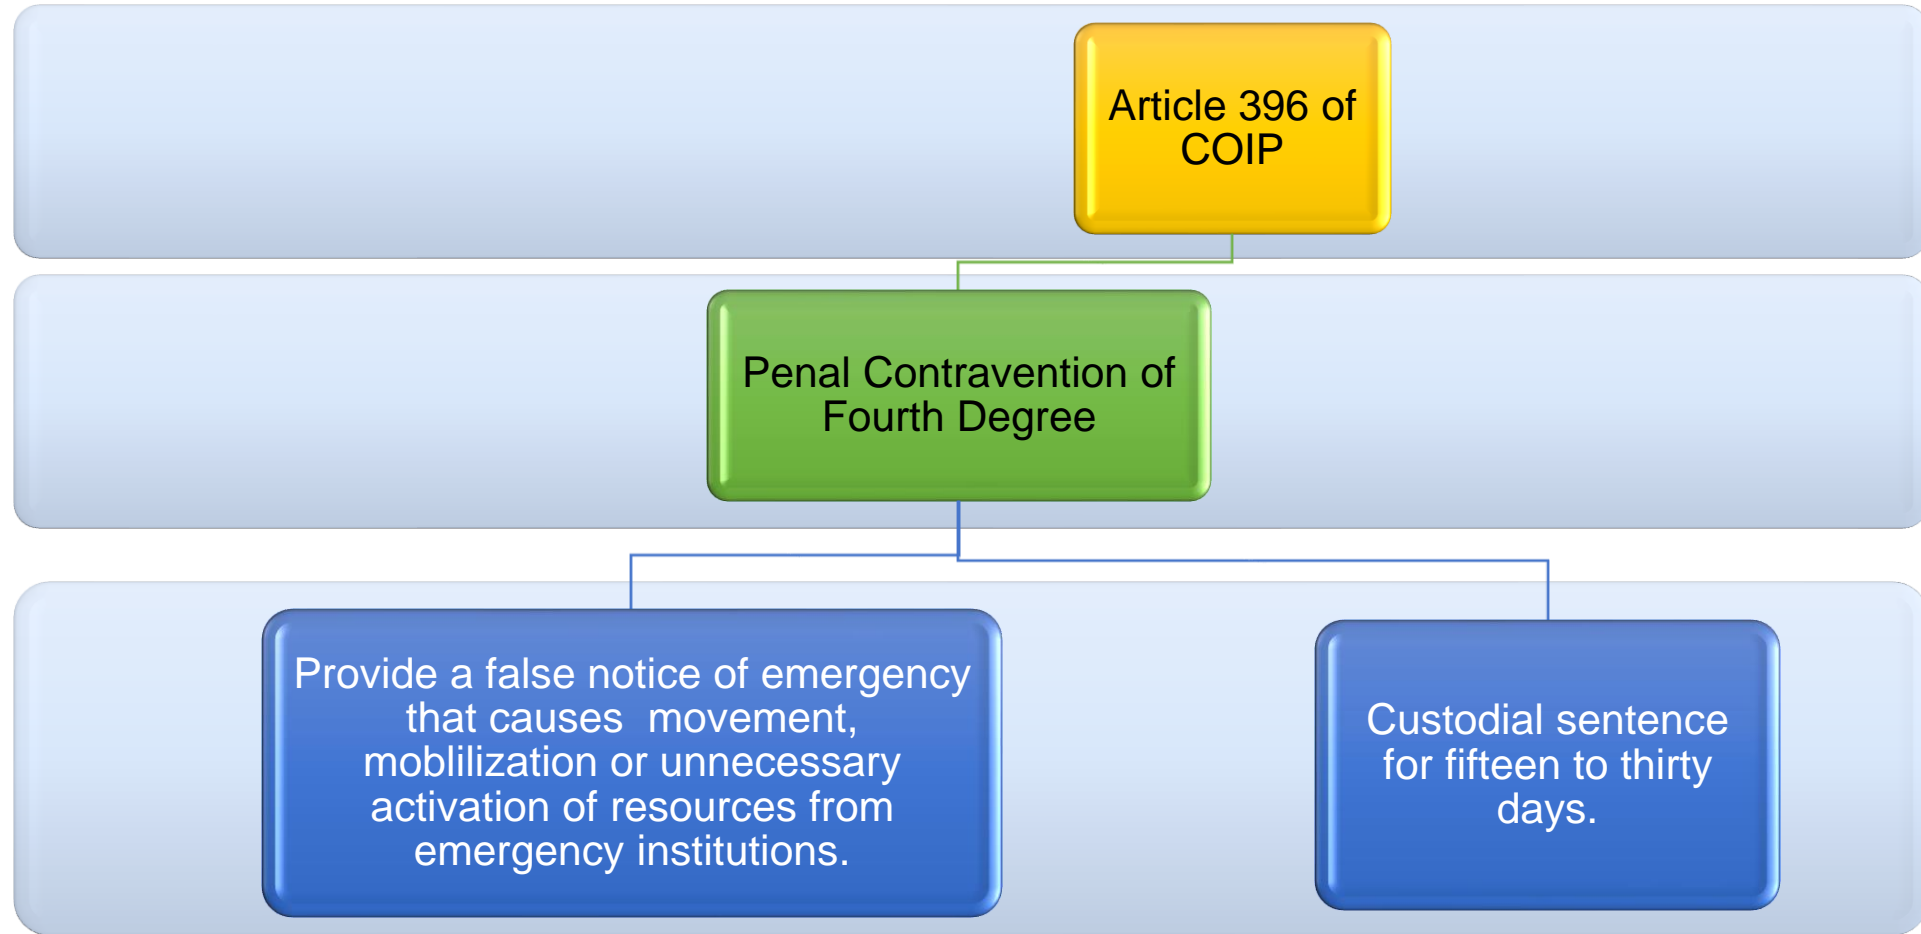 Article 396 of
COIP
Penal Contravention of
Fourth Degree
Provide a false notice of emergency
that causes  movement,
moblilization or unnecessary
activation of resources from
emergency institutions.
Custodial sentence
for fifteen to thirty
days.